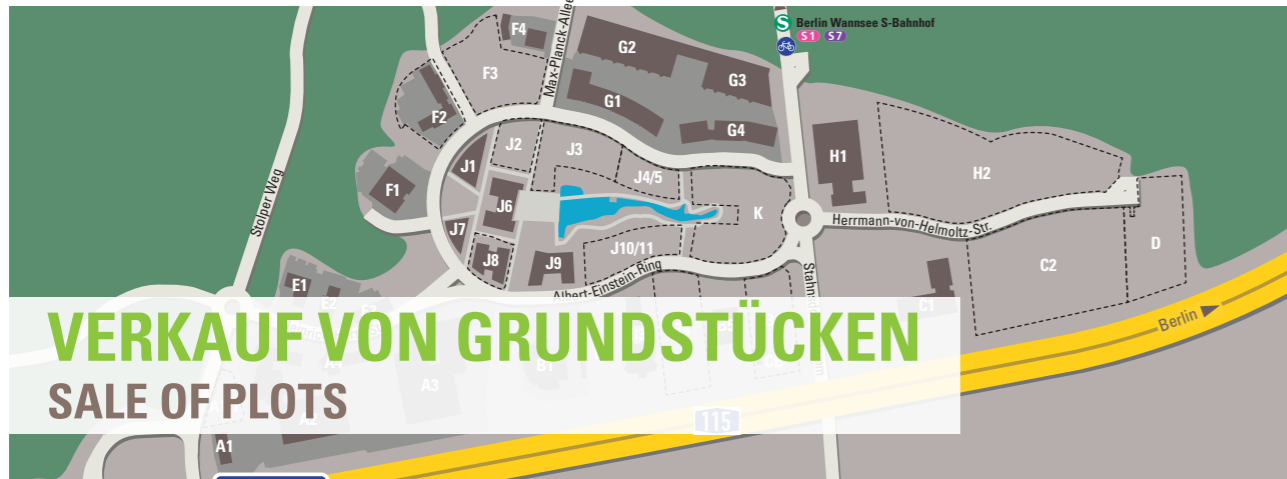 F4
Max-Planck-Allee
S Berlin Wannsee S-Bahnhof
S1 S7
G2
F3
G3
G1
F2
G4
Stolper Weg
J1
J2
J3
H1
H2
J4/5
F1
J6
K
J7
Herrmann-von-Helmoltz-Str.
J8
J9
J10/11
D
C2
Albert-Einstein-Ring
E1
E2
C1
Berlin
VERKAUF VON GRUNDSTÜCKEN
A4
B1
A3
SALE OF PLOTS
A2
115
A1